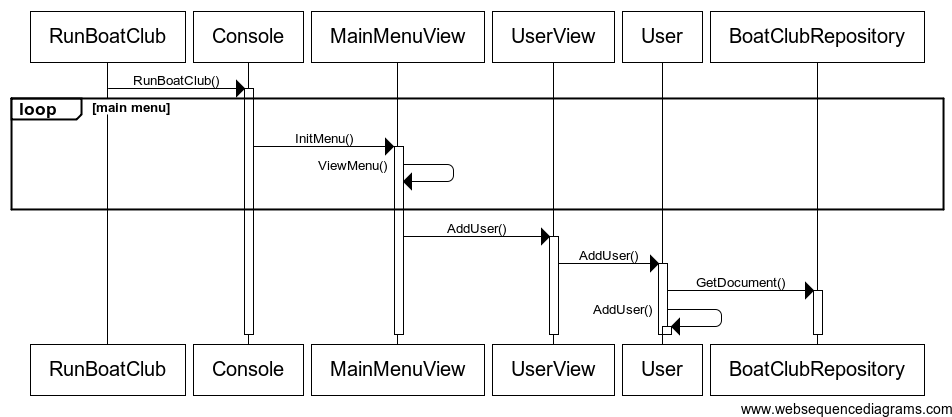 RunBoatClub Console MainMenuView UserView User BoatClubRepository
RunBoatClub()
loop [main menu]
InitMenu()
ViewMenu()
AddUser()
AddUser()
GetDocument()
AddUser()
RunBoatClub Console MainMenuView UserView User BoatClubRepository
www.websequencediagrams.com